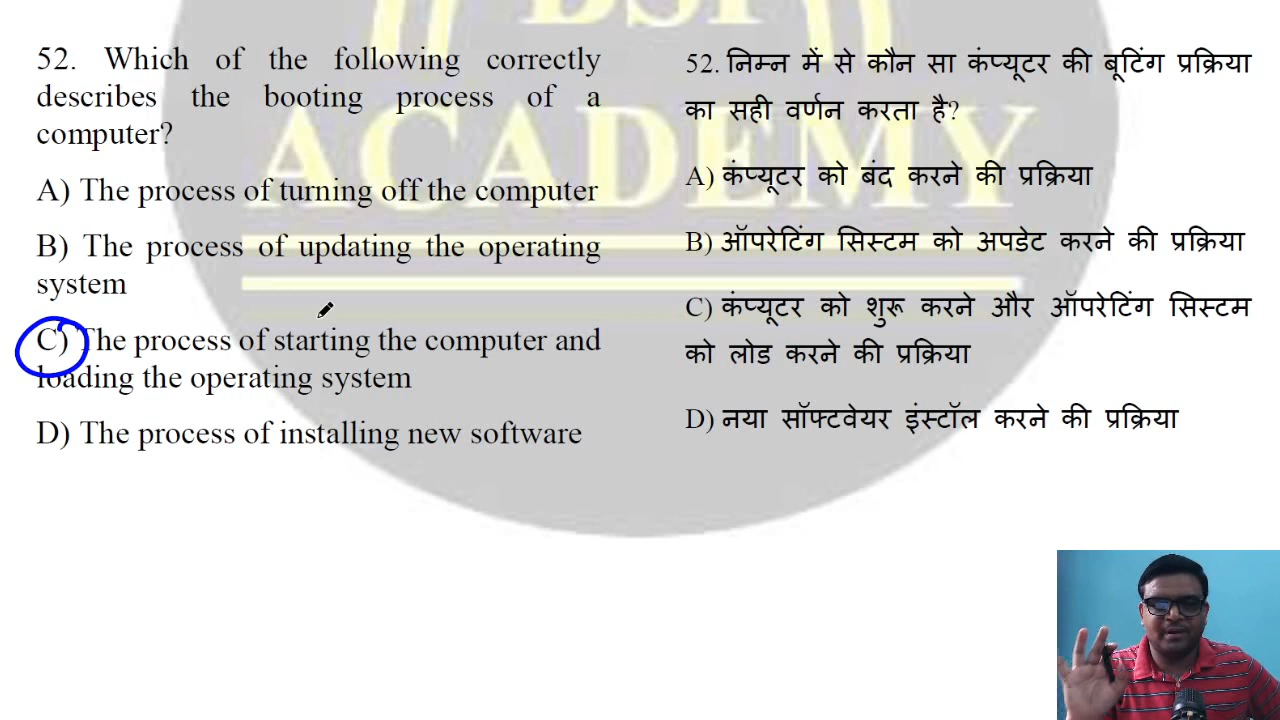 52. Which of the following correctly
describes the booting process of a
computer?
A) The process of turning off the computer
B) The process of updating the operating
system
C) The process of starting the computer and
loading the operating system
D) The process of installing new software
52. निम्न में से कौन सा कंप्यूटर की बूटिंग प्रक्रिया
का सही वर्णन करता है?
A) कंप्यूटर को बंद करने की प्रक्रिया
B) ऑपरेटिंग सिस्टम को अपडेट करने की प्रक्रिया
C) कंप्यूटर को शुरू करने और ऑपरेटिंग सिस्टम
को लोड करने की प्रक्रिया
D) नया सॉफ्टवेयर इंस्टॉल करने की प्रक्रिया
ACADEMY